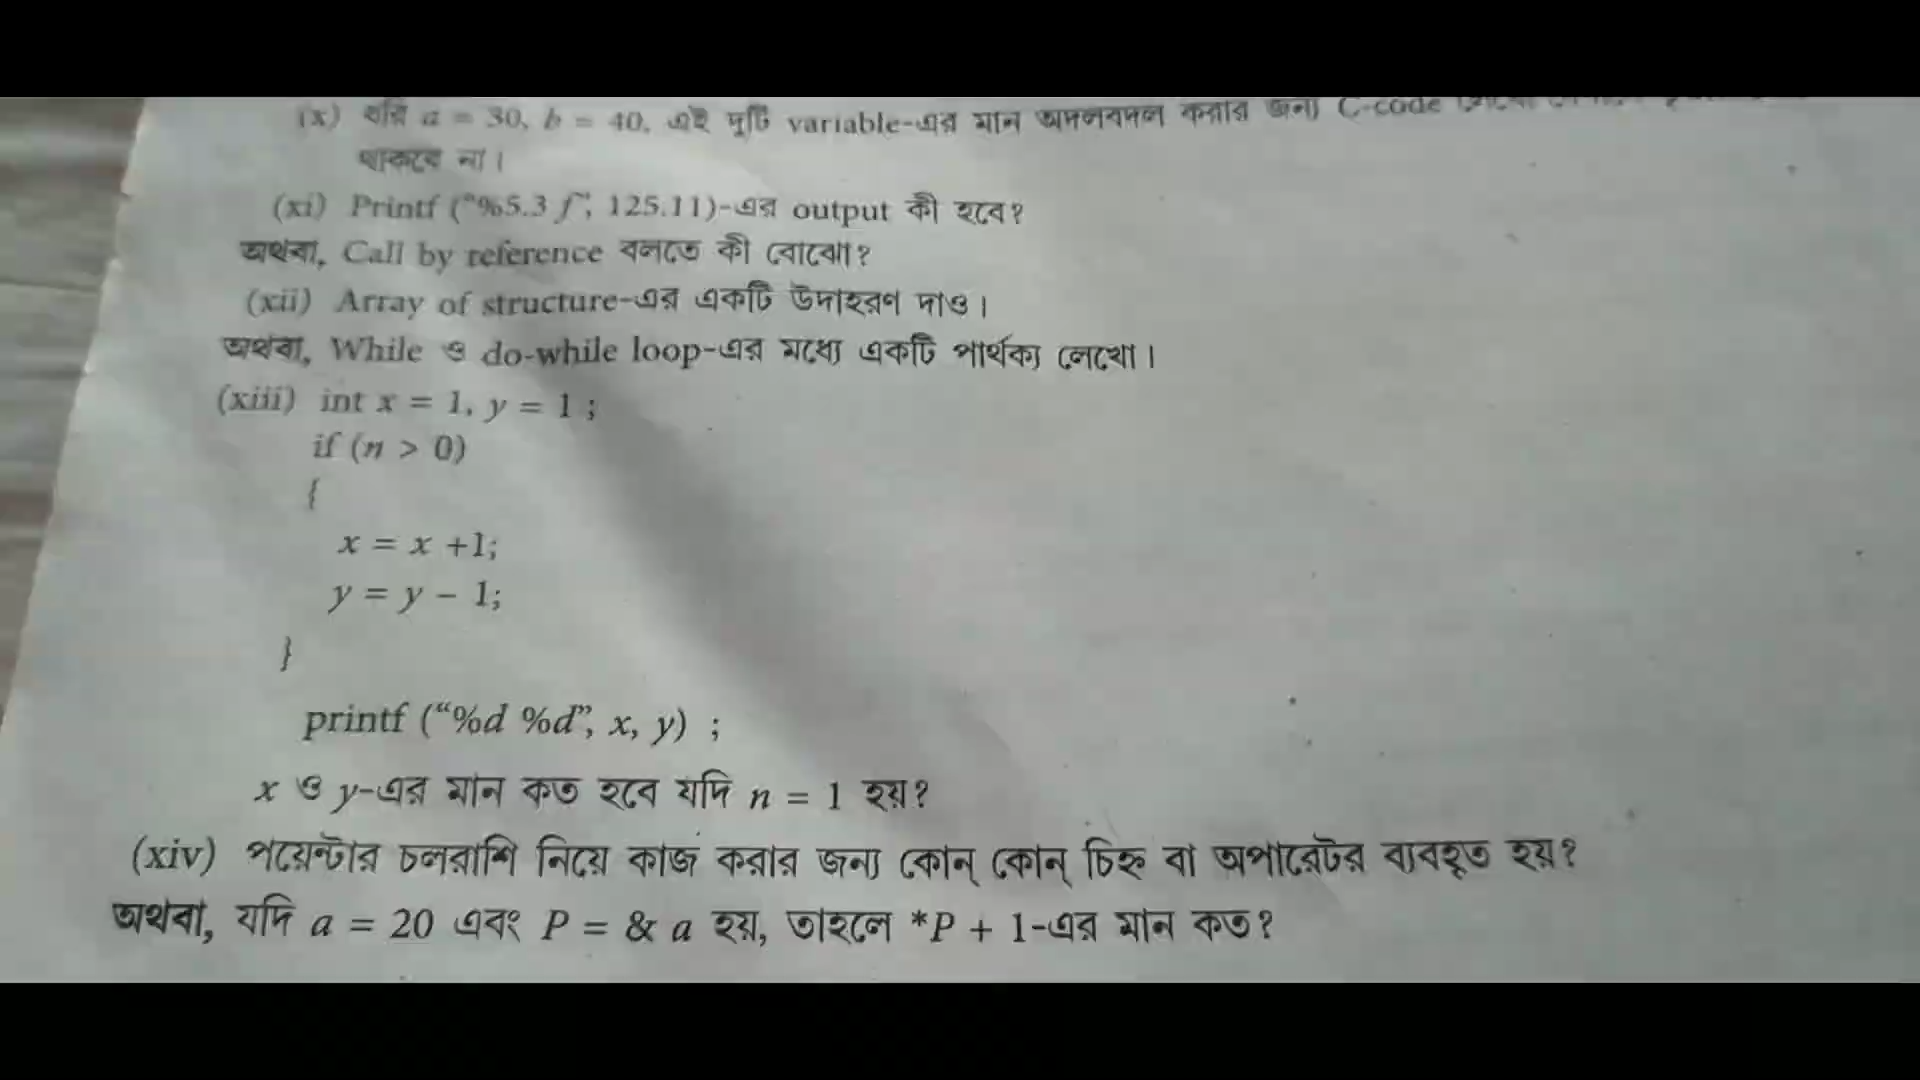 (x) ধরি a = 30, b = 40, এই দুটি variable-এর মান অদলবদল করার জন্য C-code
থাকবে না।
(xi) Printf (“%5.3 f”, 125.11)-এর output কী হবে?
অথবা, Call by reference বলতে কী বোঝো?
(xii) Array of structure-এর একটি উদাহরণ দাও।
অথবা, While ও do-while loop-এর মধ্যে একটি পার্থক্য লেখো।
(xiii) int x = 1, y = 1 ;
if (n > 0)
{
x = x +1;
y = y – 1;
}
printf (“%d %d”, x, y) ;
x ও y-এর মান কত হবে যদি n = 1 হয়?
(xiv) পয়েন্টার চলরাশি নিয়ে কাজ করার জন্য কোন্ কোন্ চিহ্ন বা অপারেটর ব্যবহৃত হয়?
অথবা, যদি a = 20 এবং P = & a হয়, তাহলে *P + 1-এর মান কত?